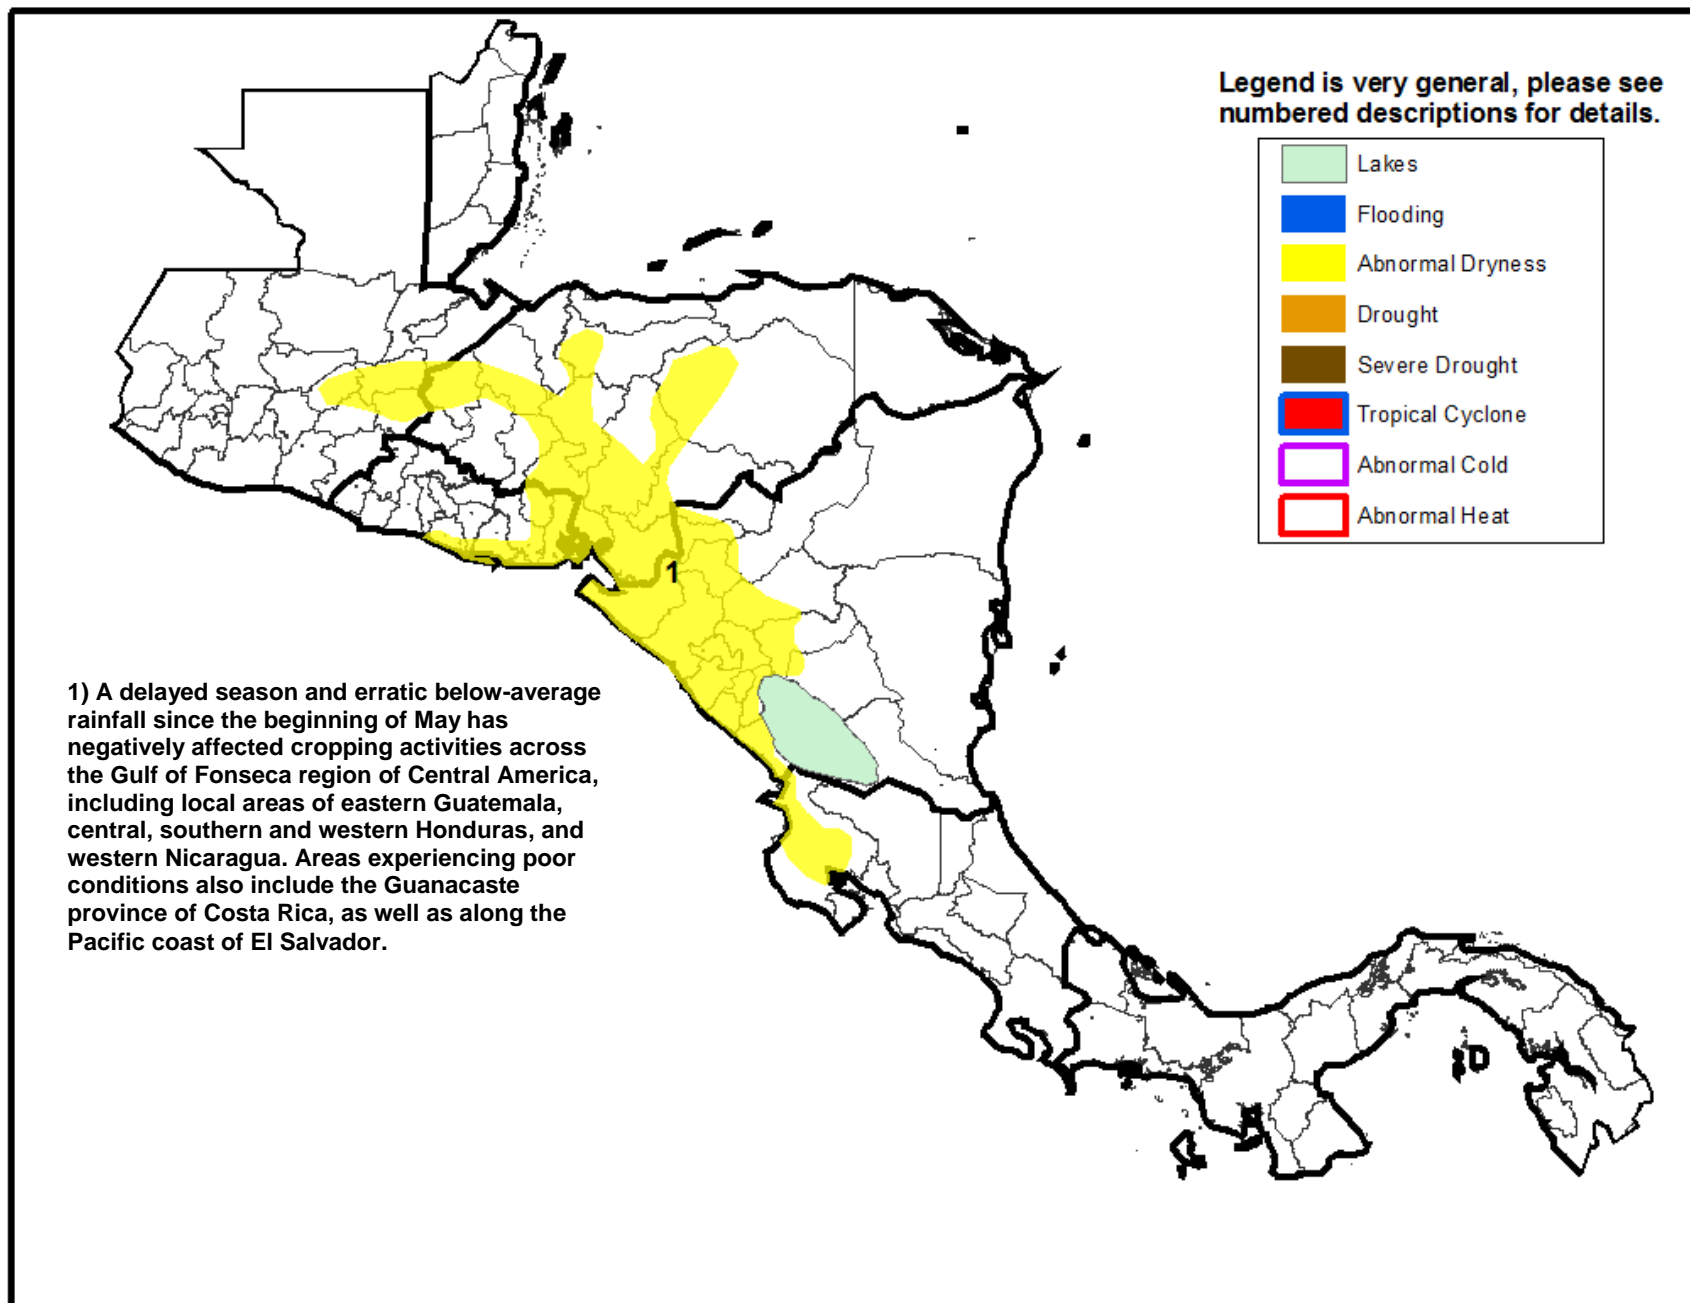 Legend is very general, please see
numbered descriptions for details.
Lakes
Flooding
Abnormal Dryness
Drought
Severe Drought
Tropical Cyclone
Abnormal Cold
Abnormal Heat
1
1) A delayed season and erratic below-average
rainfall since the beginning of May has
negatively affected cropping activities across
the Gulf of Fonseca region of Central America,
including local areas of eastern Guatemala,
central, southern and western Honduras, and
western Nicaragua. Areas experiencing poor
conditions also include the Guanacaste
province of Costa Rica, as well as along the
Pacific coast of El Salvador.